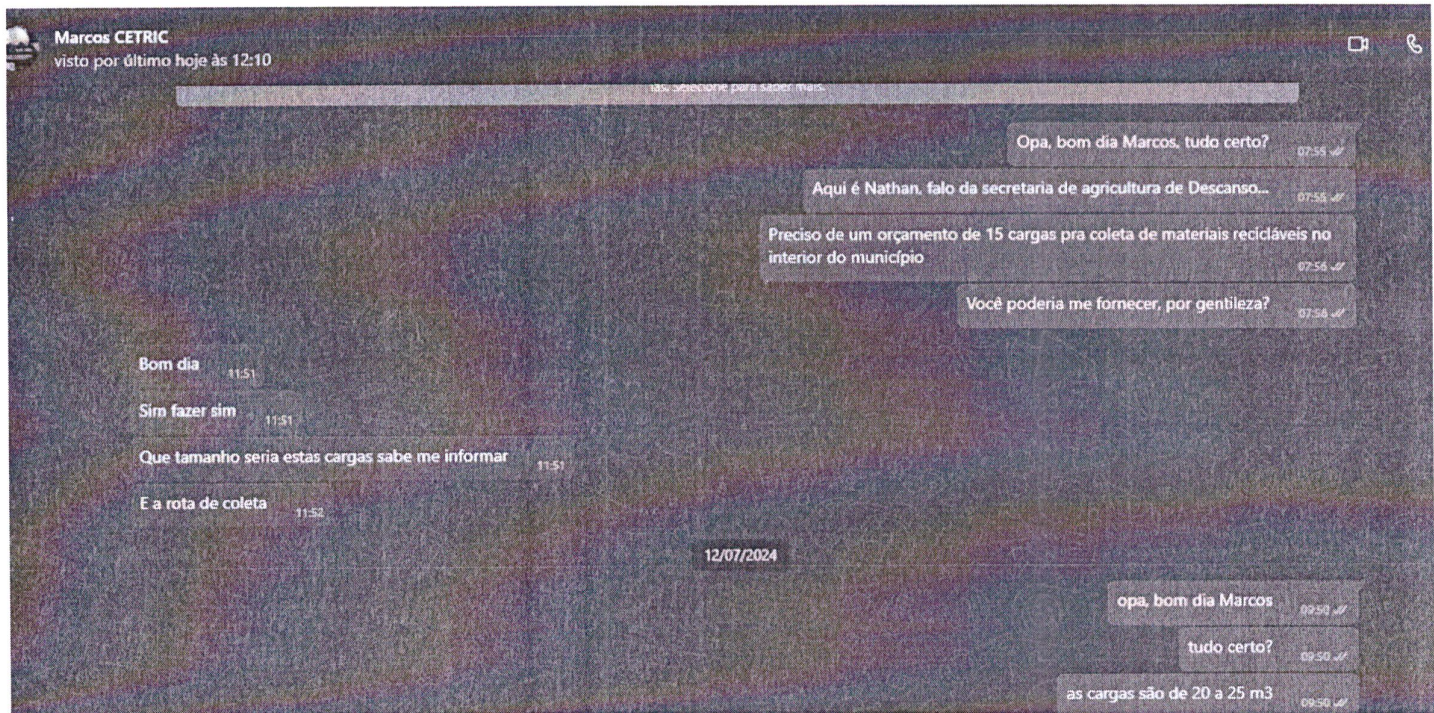 Marcos CETRIC
visto por último hoje às 12:10
las. Selecione para saber mais.
Opa, bom dia Marcos, tudo certo? 07:55
Aqui é Nathan, falo da secretaria de agricultura de Descanso... 07:55
Preciso de um orçamento de 15 cargas pra coleta de materiais recicláveis no
interior do município 07:56
Você poderia me fornecer, por gentileza? 07:56
Bom dia 11:51
Sim fazer sim 11:51
Que tamanho seria estas cargas sabe me informar 11:51
E a rota de coleta 11:52
12/07/2024
opa, bom dia Marcos 09:50
tudo certo? 09:50
as cargas são de 20 a 25 m3 09:50